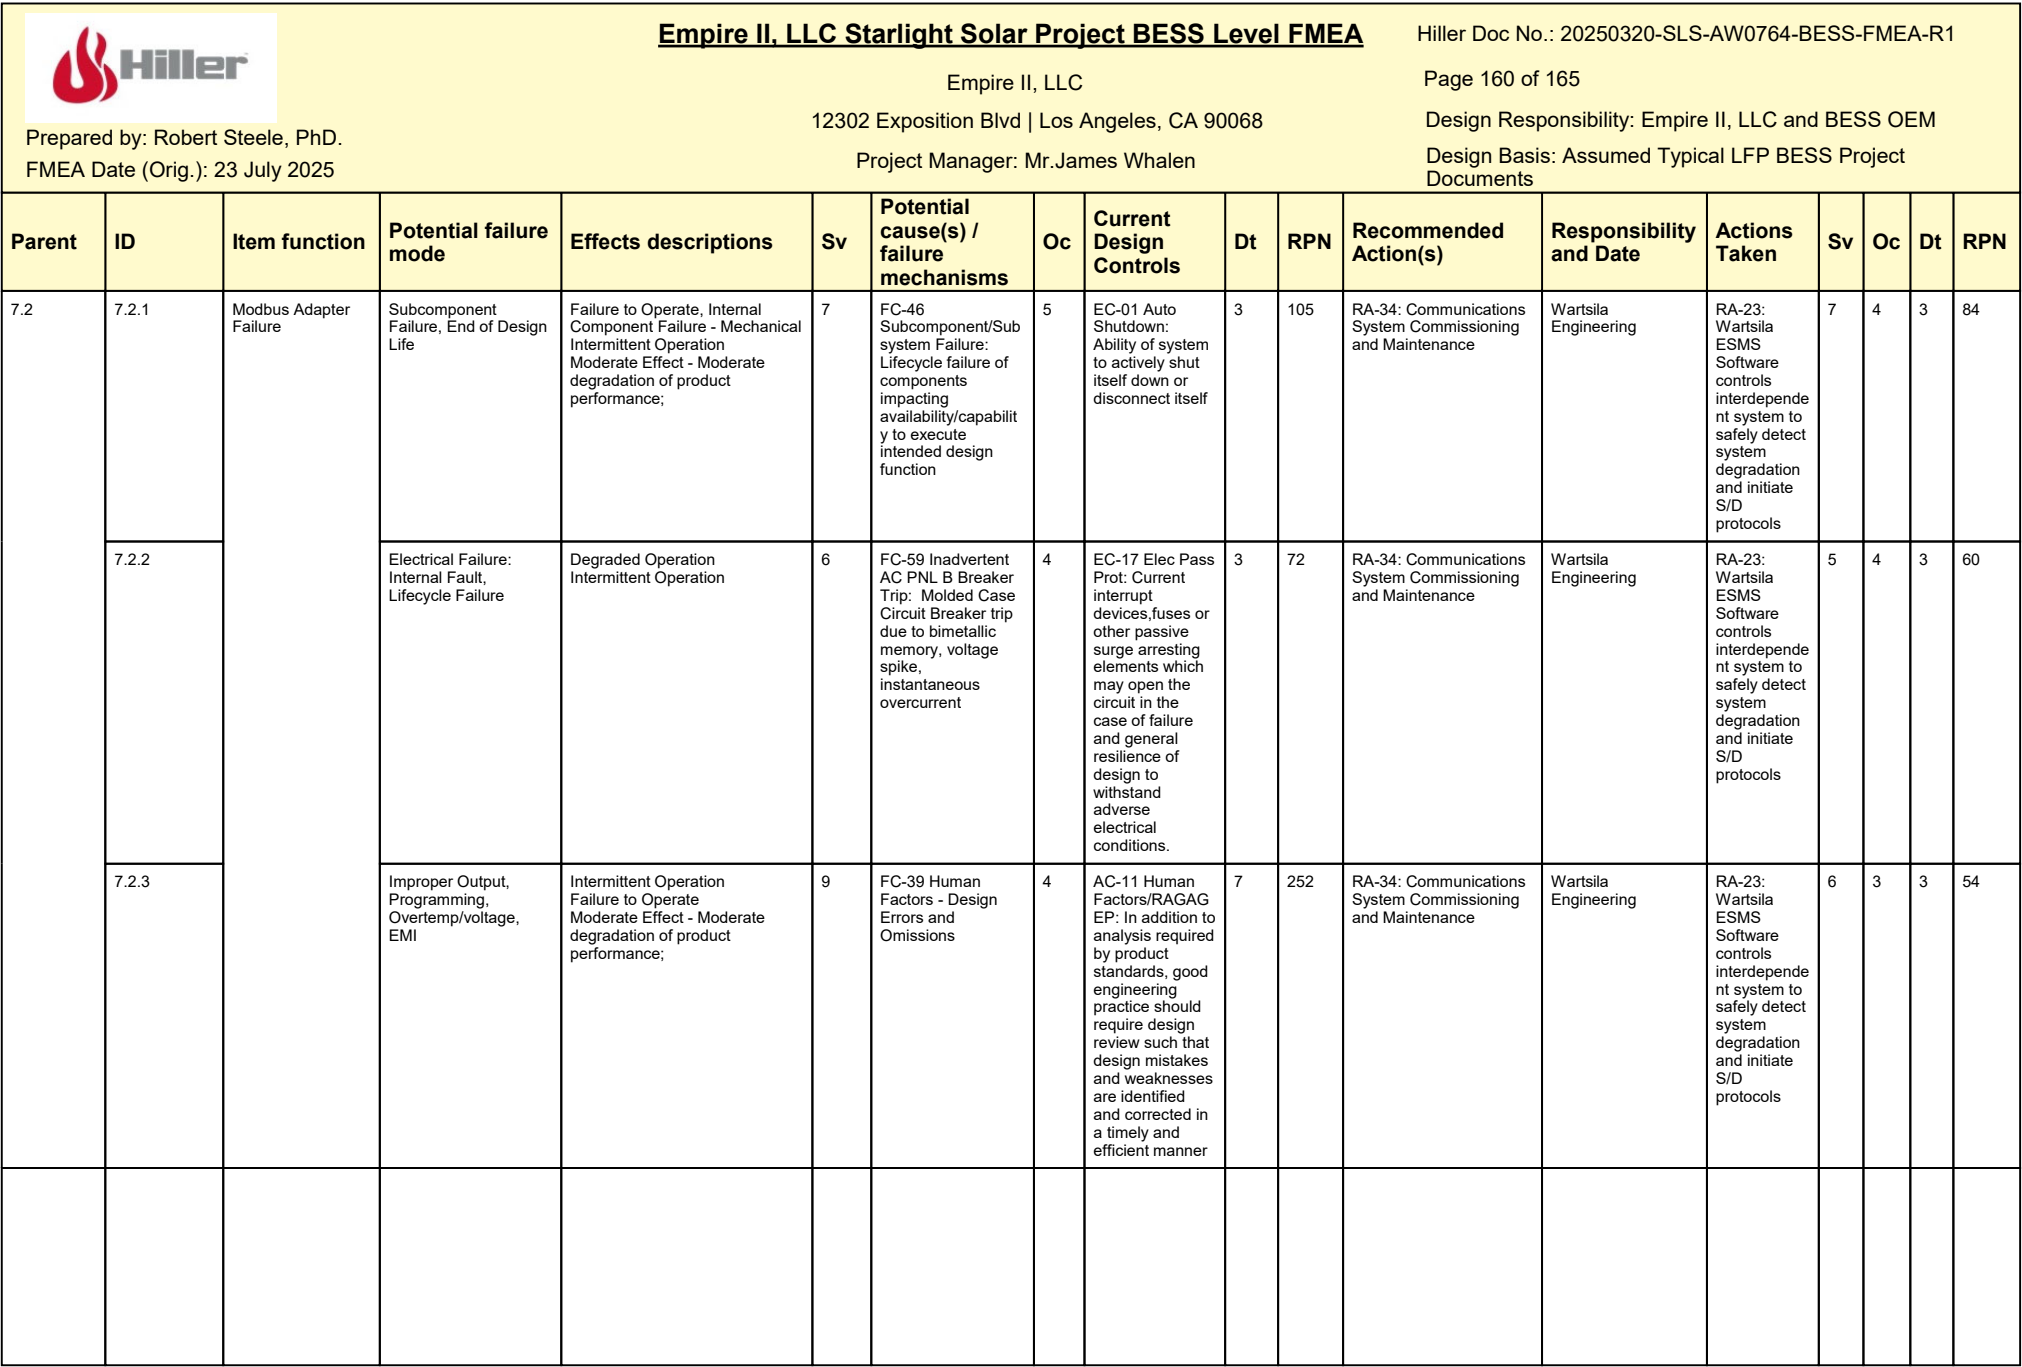 Hiller
Prepared by: Robert Steele, PhD.
FMEA Date (Orig.): 23 July 2025
Empire II, LLC Starlight Solar Project BESS Level FMEA
Empire II, LLC
12302 Exposition Blvd | Los Angeles, CA 90068
Project Manager: Mr.James Whalen
Hiller Doc No.: 20250320-SLS-AW0764-BESS-FMEA-R1
Page 160 of 165
Design Responsibility: Empire II, LLC and BESS OEM
Design Basis: Assumed Typical LFP BESS Project
Documents
Parent
ID
Item function
Potential failure
mode
Effects descriptions
Sv
Potential
cause(s) /
failure
mechanisms
Oc
Current
Design
Controls
Dt
RPN
Recommended
Action(s)
Responsibility
and Date
Actions
Taken
Sv
Oc
Dt
RPN
7.2
7.2.1
Modbus Adapter
Failure
Subcomponent
Failure, End of Design
Life
Failure to Operate, Internal
Component Failure - Mechanical
Intermittent Operation
Moderate Effect - Moderate
degradation of product
performance;
7
FC-46
Subcomponent/Sub
system Failure:
Lifecycle failure of
components
impacting
availability/capabilit
y to execute
intended design
function
5
EC-01 Auto
Shutdown:
Ability of system
to actively shut
itself down or
disconnect itself
3
105
RA-34: Communications
System Commissioning
and Maintenance
Wartsila
Engineering
RA-23:
Wartsila
ESMS
Software
controls
interdepende
nt system to
safely detect
system
degradation
and initiate
S/D
protocols
7
4
3
84
7.2.2
Electrical Failure:
Internal Fault,
Lifecycle Failure
Degraded Operation
Intermittent Operation
6
FC-59 Inadvertent
AC PNL B Breaker
Trip:  Molded Case
Circuit Breaker trip
due to bimetallic
memory, voltage
spike,
instantaneous
overcurrent
4
EC-17 Elec Pass
Prot: Current
interrupt
devices,fuses or
other passive
surge arresting
elements which
may open the
circuit in the
case of failure
and general
resilience of
design to
withstand
adverse
electrical
conditions.
3
72
RA-34: Communications
System Commissioning
and Maintenance
Wartsila
Engineering
RA-23:
Wartsila
ESMS
Software
controls
interdepende
nt system to
safely detect
system
degradation
and initiate
S/D
protocols
5
4
3
60
7.2.3
Improper Output,
Programming,
Overtemp/voltage,
EMI
Intermittent Operation
Failure to Operate
Moderate Effect - Moderate
degradation of product
performance;
9
FC-39 Human
Factors - Design
Errors and
Omissions
4
AC-11 Human
Factors/RAGAG
EP: In addition to
analysis required
by product
standards, good
engineering
practice should
require design
review such that
design mistakes
and weaknesses
are identified
and corrected in
a timely and
efficient manner
7
252
RA-34: Communications
System Commissioning
and Maintenance
Wartsila
Engineering
RA-23:
Wartsila
ESMS
Software
controls
interdepende
nt system to
safely detect
system
degradation
and initiate
S/D
protocols
6
3
3
54